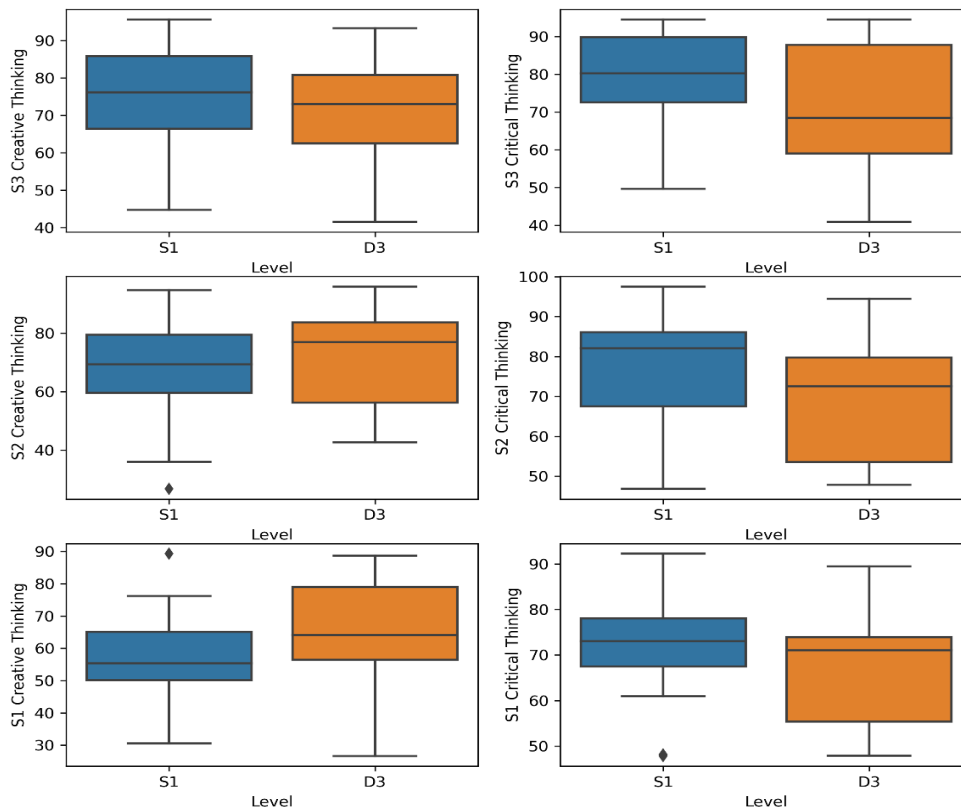 S3 Creative Thinking
90
80
70
60
50
40
S1
D3
Level
S3 Critical Thinking
90
80
70
60
50
40
S1
D3
Level
S2 Creative Thinking
80
60
40
S1
D3
Level
S2 Critical Thinking
100
90
80
70
60
50
S1
D3
Level
S1 Creative Thinking
90
80
70
60
50
40
30
S1
D3
Level
S1 Critical Thinking
90
80
70
60
50
S1
D3
Level